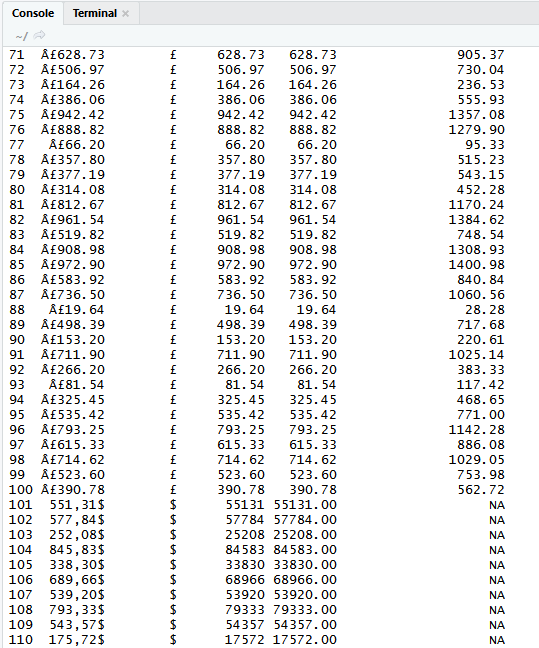 Console Terminal ×
~/
71 Â£628.73 £ 628.73 628.73 905.37
72 Â£506.97 £ 506.97 506.97 730.04
73 Â£164.26 £ 164.26 164.26 236.53
74 Â£386.06 £ 386.06 386.06 555.93
75 Â£942.42 £ 942.42 942.42 1357.08
76 Â£888.82 £ 888.82 888.82 1279.90
77 Â£66.20 £ 66.20 66.20 95.33
78 Â£357.80 £ 357.80 357.80 515.23
79 Â£377.19 £ 377.19 377.19 543.15
80 Â£314.08 £ 314.08 314.08 452.28
81 Â£812.67 £ 812.67 812.67 1170.24
82 Â£961.54 £ 961.54 961.54 1384.62
83 Â£519.82 £ 519.82 519.82 748.54
84 Â£908.98 £ 908.98 908.98 1308.93
85 Â£972.90 £ 972.90 972.90 1400.98
86 Â£583.92 £ 583.92 583.92 840.84
87 Â£736.50 £ 736.50 736.50 1060.56
88 Â£19.64 £ 19.64 19.64 28.28
89 Â£498.39 £ 498.39 498.39 717.68
90 Â£153.20 £ 153.20 153.20 220.61
91 Â£711.90 £ 711.90 711.90 1025.14
92 Â£266.20 £ 266.20 266.20 383.33
93 Â£81.54 £ 81.54 81.54 117.42
94 Â£325.45 £ 325.45 325.45 468.65
95 Â£535.42 £ 535.42 535.42 771.00
96 Â£793.25 £ 793.25 793.25 1142.28
97 Â£615.33 £ 615.33 615.33 886.08
98 Â£714.62 £ 714.62 714.62 1029.05
99 Â£523.60 £ 523.60 523.60 753.98
100 Â£390.78 £ 390.78 390.78 562.72
101 551,31$ $ 55131 55131.00 NA
102 577,84$ $ 57784 57784.00 NA
103 252,08$ $ 25208 25208.00 NA
104 845,83$ $ 84583 84583.00 NA
105 338,30$ $ 33830 33830.00 NA
106 689,66$ $ 68966 68966.00 NA
107 539,20$ $ 53920 53920.00 NA
108 793,33$ $ 79333 79333.00 NA
109 543,57$ $ 54357 54357.00 NA
110 175,72$ $ 17572 17572.00 NA